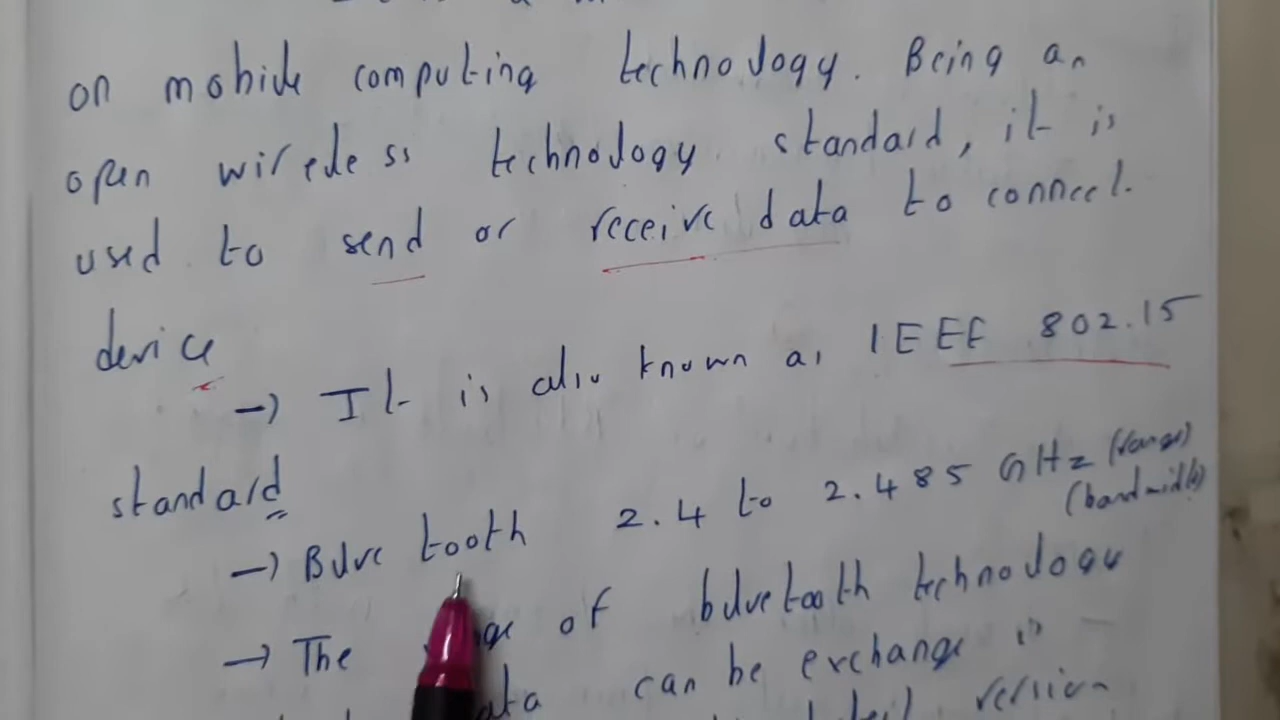 on mobile computing technology. Being an
open wireless technology standard, it is
used to send or receive data to connect
device
→ It is also known as IEEE 802.15
standard
→ Bluetooth 2.4 to 2.485 GHz (range)
(bandwidth)
→ The of bluetooth technology
can be exchange is
version